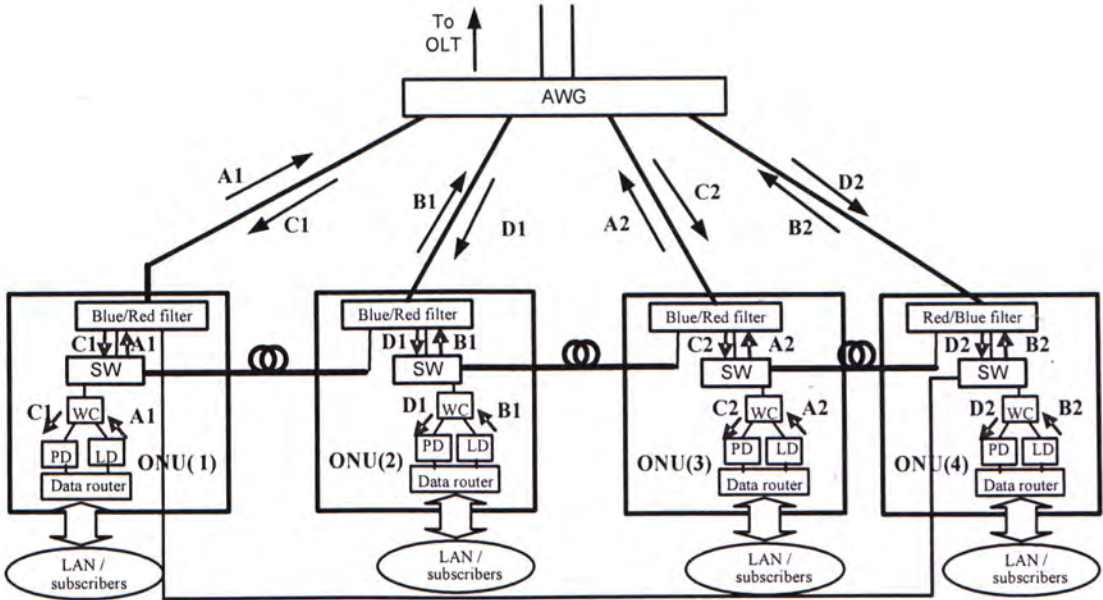 To
OLT
AWG
A1
C1
B1
D1
A2
C2
B2
D2
Blue/Red filter
C1 A1
SW
C1 WC A1
PD LD
ONU( 1)
Data router
LAN /
subscribers
Blue/Red filter
D1 B1
SW
D1 WC B1
PD LD
ONU(2)
Data router
LAN /
subscribers
Blue/Red filter
C2 A2
SW
C2 WC A2
PD LD
ONU(3)
Data router
LAN /
subscribers
Red/Blue filter
D2 B2
SW
D2 WC B2
PD LD
ONU(4)
Data router
LAN /
subscribers